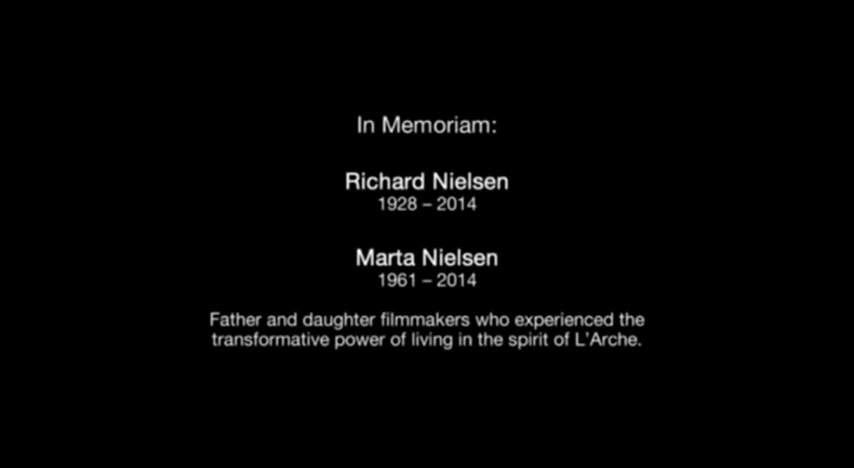 In Memoriam:
Richard Nielsen
1928 – 2014
Marta Nielsen
1961 – 2014
Father and daughter filmmakers who experienced the
transformative power of living in the spirit of L'Arche.